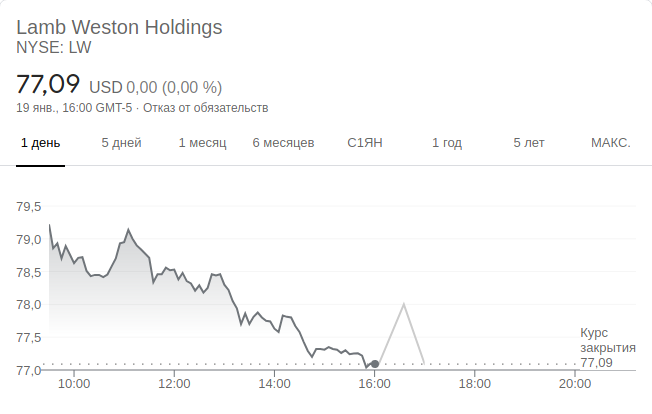 Lamb Weston Holdings
NYSE: LW
77,09 USD 0,00 (0,00 %)
19 янв., 16:00 GMT-5 · Отказ от обязательств
1 день 5 дней 1 месяц 6 месяцев С1ЯН 1 год 5 лет МАКС.
79,5
79,0
78,5
78,0
77,5
77,0
Курс
закрытия
77,09
10:00 12:00 14:00 16:00 18:00 20:00